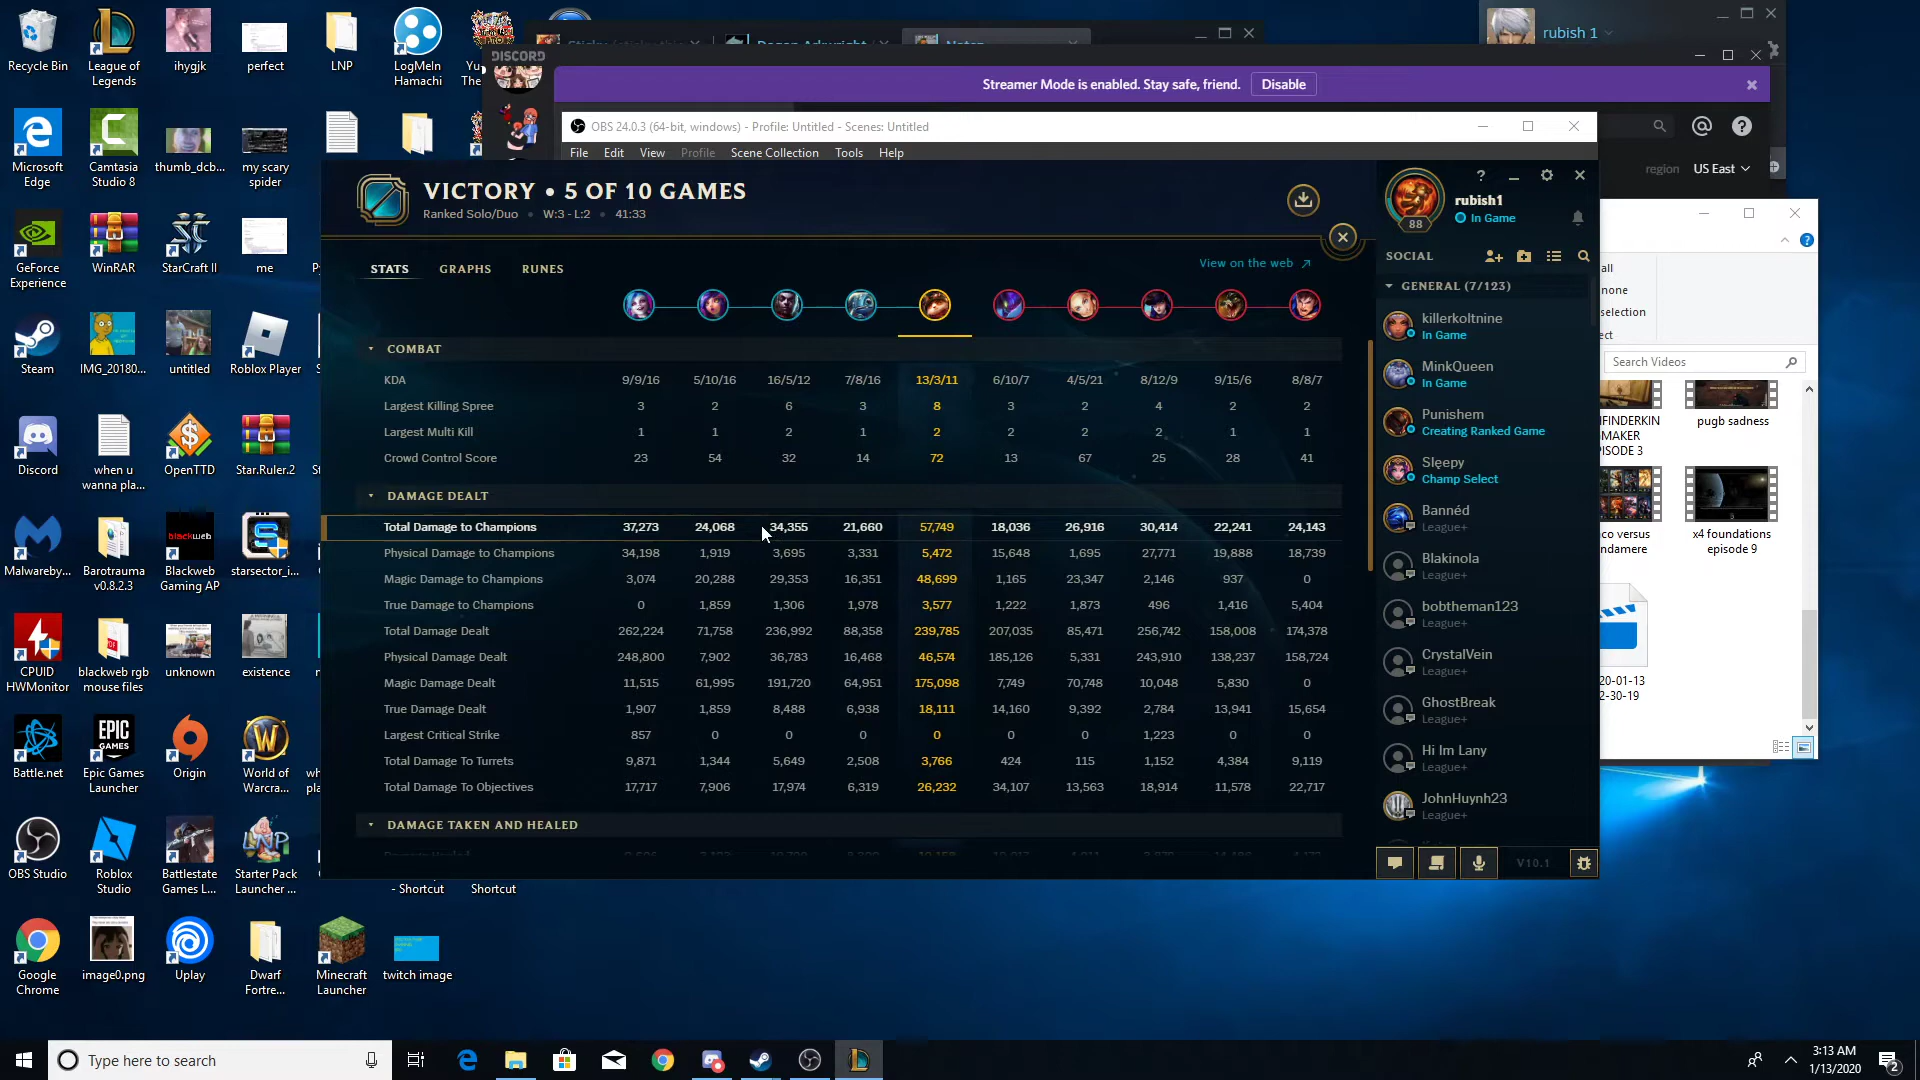 Recycle Bin
League of
Legends
ihygjk
perfect
LNP
LogMeIn
Hamachi
Microsoft
Edge
Camtasia
Studio 8
thumb_dcb...
my scary
spider
GeForce
Experience
WinRAR
StarCraft II
me
Steam
IMG_20180...
untitled
Roblox Player
Discord
when u
wanna pla...
OpenTTD
Star.Ruler.2
Malwareby...
Barotrauma
v0.8.2.3
blackweb
Blackweb
Gaming AP
starsector_i...
CPUID
HWMonitor
blackweb rgb
mouse files
unknown
existence
Battle.net
EPIC
GAMES
Epic Games
Launcher
Origin
World of
Warcra...
OBS Studio
Roblox
Studio
Battlestate
Games L...
Starter Pack
Launcher ...
- Shortcut
Shortcut
Google
Chrome
image0.png
Uplay
Dwarf
Fortre...
Minecraft
Launcher
twitch image
rubish 1
DISCORD
Streamer Mode is enabled. Stay safe, friend.
Disable
OBS 24.0.3 (64-bit, windows) - Profile: Untitled - Scenes: Untitled
File Edit View Profile Scene Collection Tools Help
region US East
VICTORY • 5 OF 10 GAMES
Ranked Solo/Duo • W:3 - L:2 • 41:33
STATS GRAPHS RUNES
View on the web
COMBAT
KDA 9/9/16 5/10/16 16/5/12 7/8/16 13/3/11 6/10/7 4/5/21 8/12/9 9/15/6 8/8/7
Largest Killing Spree 3 2 6 3 8 3 2 4 2 2
Largest Multi Kill 1 1 2 1 2 2 2 2 1 1
Crowd Control Score 23 54 32 14 72 13 67 25 28 41
DAMAGE DEALT
Total Damage to Champions 37,273 24,068 34,355 21,660 57,749 18,036 26,916 30,414 22,241 24,143
Physical Damage to Champions 34,198 1,919 3,695 3,331 5,472 15,648 1,695 27,771 19,888 18,739
Magic Damage to Champions 3,074 20,288 29,353 16,351 48,699 1,165 23,347 2,146 937 0
True Damage to Champions 0 1,859 1,306 1,978 3,577 1,222 1,873 496 1,416 5,404
Total Damage Dealt 262,224 71,758 236,992 88,358 239,785 207,035 85,471 256,742 158,008 174,378
Physical Damage Dealt 248,800 7,902 36,783 16,468 46,574 185,126 5,331 243,910 138,237 158,724
Magic Damage Dealt 11,515 61,995 191,720 64,951 175,098 7,749 70,748 10,048 5,830 0
True Damage Dealt 1,907 1,859 8,488 6,938 18,111 14,160 9,392 2,784 13,941 15,654
Largest Critical Strike 857 0 0 0 0 0 0 1,223 0 0
Total Damage To Turrets 9,871 1,344 5,649 2,508 3,766 424 115 1,152 4,384 9,119
Total Damage To Objectives 17,717 7,906 17,974 6,319 26,232 34,107 13,563 18,914 11,578 22,717
DAMAGE TAKEN AND HEALED
88
rubish1
In Game
SOCIAL
GENERAL (7/123)
killerkoltnine
In Game
MinkQueen
In Game
Punishem
Creating Ranked Game
Slęepy
Champ Select
Bannéd
League+
Blakinola
League+
bobtheman123
League+
CrystalVein
League+
GhostBreak
League+
Hi Im Lany
League+
JohnHuynh23
League+
V10.1
Search Videos
pugb sadness
EPISODE 3
x4 foundations
episode 9
20-01-13
2-30-19
Type here to search
3:13 AM
1/13/2020
2